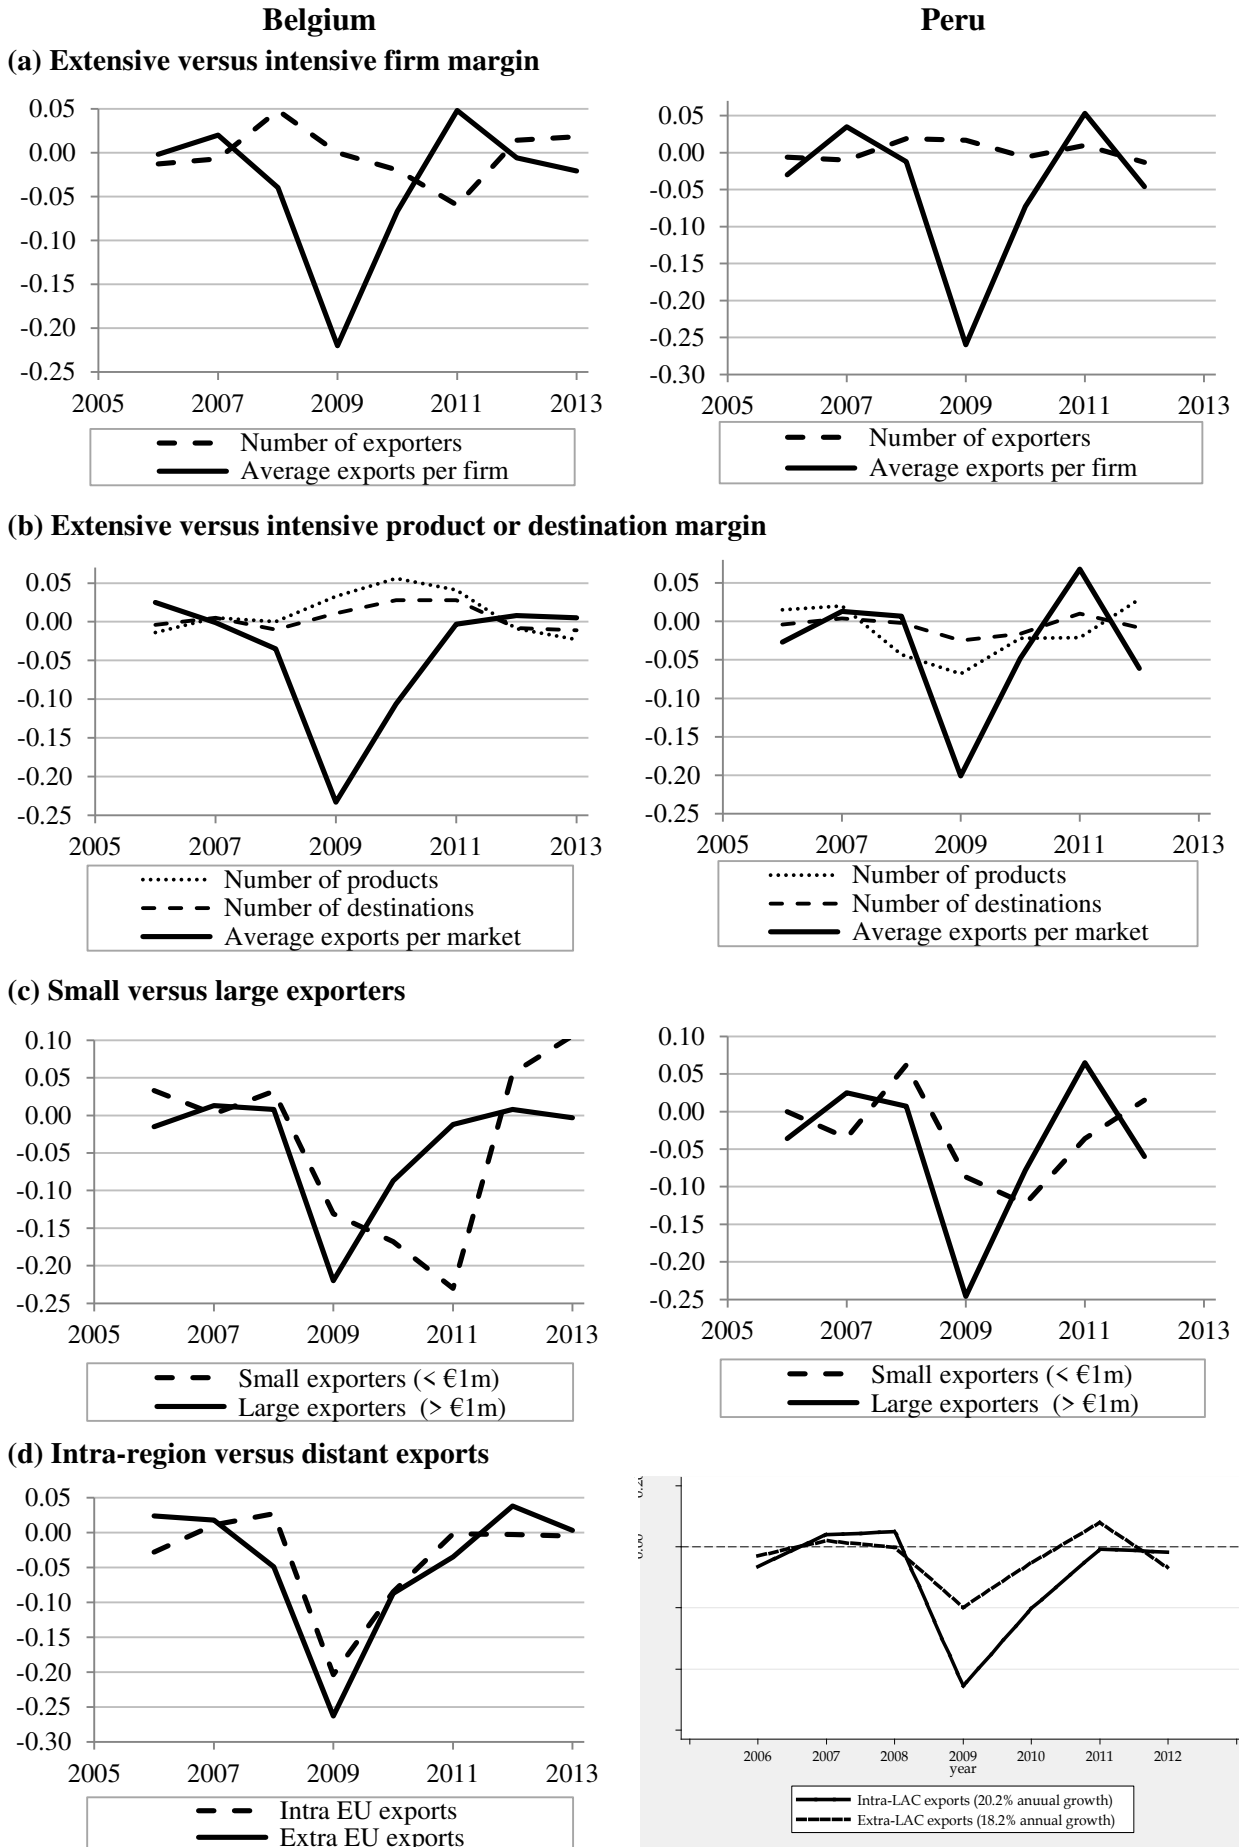 Belgium
Peru
(a) Extensive versus intensive firm margin
0.05
0.00
-0.05
-0.10
-0.15
-0.20
-0.25
2005 2007 2009 2011 2013
Number of exporters
Average exports per firm
0.05
0.00
-0.05
-0.10
-0.15
-0.20
-0.25
-0.30
2005 2007 2009 2011 2013
Number of exporters
Average exports per firm
(b) Extensive versus intensive product or destination margin
0.05
0.00
-0.05
-0.10
-0.15
-0.20
-0.25
2005 2007 2009 2011 2013
Number of products
Number of destinations
Average exports per market
0.05
0.00
-0.05
-0.10
-0.15
-0.20
-0.25
2005 2007 2009 2011 2013
Number of products
Number of destinations
Average exports per market
(c) Small versus large exporters
0.10
0.05
0.00
-0.05
-0.10
-0.15
-0.20
-0.25
2005 2007 2009 2011 2013
Small exporters (< €1m)
Large exporters (> €1m)
0.10
0.05
0.00
-0.05
-0.10
-0.15
-0.20
-0.25
2005 2007 2009 2011 2013
Small exporters (< €1m)
Large exporters (> €1m)
(d) Intra-region versus distant exports
0.05
0.00
-0.05
-0.10
-0.15
-0.20
-0.25
-0.30
2005 2007 2009 2011 2013
Intra EU exports
Extra EU exports
0.00
2006 2007 2008 2009 2010 2011 2012
year
Intra-LAC exports (20.2% anuual growth)
Extra-LAC exports (18.2% annual growth)